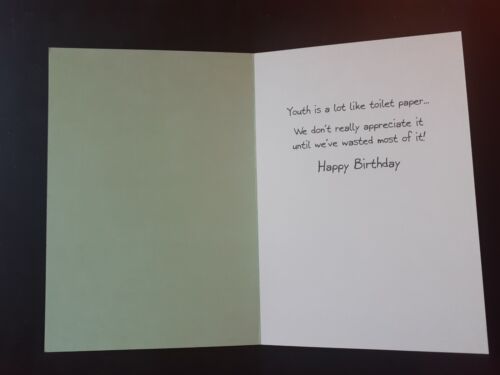 Youth is a lot like toilet paper...
We don't really appreciate it
until we've wasted most of it!
Happy Birthday